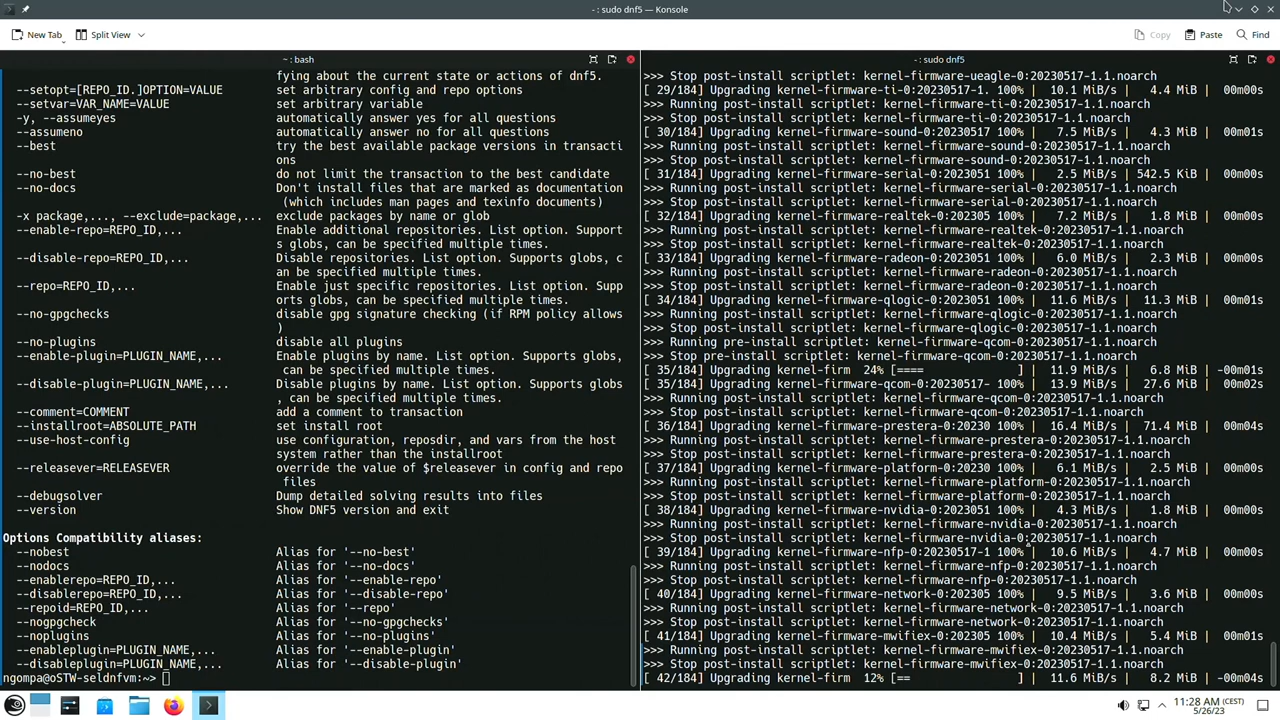 - : sudo dnf5 — Konsole
New Tab
Split View
Copy
Paste
Find
~ : bash
fying about the current state or actions of dnf5.
--setopt=[REPO_ID.]OPTION=VALUE set arbitrary config and repo options
--setvar=VAR_NAME=VALUE set arbitrary variable
-y, --assumeyes automatically answer yes for all questions
--assumeno automatically answer no for all questions
--best try the best available package versions in transacti
ons
--no-best do not limit the transaction to the best candidate
--no-docs Don't install files that are marked as documentation
(which includes man pages and texinfo documents)
-x package,..., --exclude=package,... exclude packages by name or glob
--enable-repo=REPO_ID,... Enable additional repositories. List option. Support
s globs, can be specified multiple times.
--disable-repo=REPO_ID,... Disable repositories. List option. Supports globs, c
an be specified multiple times.
--repo=REPO_ID,... Enable just specific repositories. List option. Supp
orts globs, can be specified multiple times.
--no-gpgchecks disable gpg signature checking (if RPM policy allows
)
--no-plugins disable all plugins
--enable-plugin=PLUGIN_NAME,... Enable plugins by name. List option. Supports globs,
can be specified multiple times.
--disable-plugin=PLUGIN_NAME,... Disable plugins by name. List option. Supports globs
, can be specified multiple times.
--comment=COMMENT add a comment to transaction
--installroot=ABSOLUTE_PATH set install root
--use-host-config use configuration, reposdir, and vars from the host
system rather than the installroot
--releasever=RELEASEVER override the value of $releasever in config and repo
files
--debugsolver Dump detailed solving results into files
--version Show DNF5 version and exit
Options Compatibility aliases:
--nobest Alias for '--no-best'
--nodocs Alias for '--no-docs'
--enablerepo=REPO_ID,... Alias for '--enable-repo'
--disablerepo=REPO_ID,... Alias for '--disable-repo'
--repoid=REPO_ID,... Alias for '--repo'
--nogpgcheck Alias for '--no-gpgchecks'
--noplugins Alias for '--no-plugins'
--enableplugin=PLUGIN_NAME,... Alias for '--enable-plugin'
--disableplugin=PLUGIN_NAME,... Alias for '--disable-plugin'
ngompa@oSTW-seldnfvm:~>
- : sudo dnf5
>>> Stop post-install scriptlet: kernel-firmware-ueagle-0:20230517-1.1.noarch
[ 29/184] Upgrading kernel-firmware-ti-0:20230517-1. 100% | 10.1 MiB/s | 4.4 MiB | 00m00s
>>> Running post-install scriptlet: kernel-firmware-ti-0:20230517-1.1.noarch
>>> Stop post-install scriptlet: kernel-firmware-ti-0:20230517-1.1.noarch
[ 30/184] Upgrading kernel-firmware-sound-0:20230517 100% | 7.5 MiB/s | 4.3 MiB | 00m01s
>>> Running post-install scriptlet: kernel-firmware-sound-0:20230517-1.1.noarch
>>> Stop post-install scriptlet: kernel-firmware-sound-0:20230517-1.1.noarch
[ 31/184] Upgrading kernel-firmware-serial-0:2023051 100% | 2.5 MiB/s | 542.5 KiB | 00m00s
>>> Running post-install scriptlet: kernel-firmware-serial-0:20230517-1.1.noarch
>>> Stop post-install scriptlet: kernel-firmware-serial-0:20230517-1.1.noarch
[ 32/184] Upgrading kernel-firmware-realtek-0:202305 100% | 7.2 MiB/s | 1.8 MiB | 00m00s
>>> Running post-install scriptlet: kernel-firmware-realtek-0:20230517-1.1.noarch
>>> Stop post-install scriptlet: kernel-firmware-realtek-0:20230517-1.1.noarch
[ 33/184] Upgrading kernel-firmware-radeon-0:2023051 100% | 6.0 MiB/s | 2.3 MiB | 00m00s
>>> Running post-install scriptlet: kernel-firmware-radeon-0:20230517-1.1.noarch
>>> Stop post-install scriptlet: kernel-firmware-radeon-0:20230517-1.1.noarch
[ 34/184] Upgrading kernel-firmware-qlogic-0:2023051 100% | 11.6 MiB/s | 11.3 MiB | 00m01s
>>> Running post-install scriptlet: kernel-firmware-qlogic-0:20230517-1.1.noarch
>>> Stop post-install scriptlet: kernel-firmware-qlogic-0:20230517-1.1.noarch
>>> Running pre-install scriptlet: kernel-firmware-qcom-0:20230517-1.1.noarch
>>> Stop pre-install scriptlet: kernel-firmware-qcom-0:20230517-1.1.noarch
[ 35/184] Upgrading kernel-firm 24% [==== ] | 11.9 MiB/s | 6.8 MiB | -00m01s
[ 35/184] Upgrading kernel-firmware-qcom-0:20230517- 100% | 13.9 MiB/s | 27.6 MiB | 00m02s
>>> Running post-install scriptlet: kernel-firmware-qcom-0:20230517-1.1.noarch
>>> Stop post-install scriptlet: kernel-firmware-qcom-0:20230517-1.1.noarch
[ 36/184] Upgrading kernel-firmware-prestera-0:20230 100% | 16.4 MiB/s | 71.4 MiB | 00m04s
>>> Running post-install scriptlet: kernel-firmware-prestera-0:20230517-1.1.noarch
>>> Stop post-install scriptlet: kernel-firmware-prestera-0:20230517-1.1.noarch
[ 37/184] Upgrading kernel-firmware-platform-0:20230 100% | 6.1 MiB/s | 2.5 MiB | 00m00s
>>> Running post-install scriptlet: kernel-firmware-platform-0:20230517-1.1.noarch
>>> Stop post-install scriptlet: kernel-firmware-platform-0:20230517-1.1.noarch
[ 38/184] Upgrading kernel-firmware-nvidia-0:2023051 100% | 4.3 MiB/s | 1.8 MiB | 00m00s
>>> Running post-install scriptlet: kernel-firmware-nvidia-0:20230517-1.1.noarch
>>> Stop post-install scriptlet: kernel-firmware-nvidia-0:20230517-1.1.noarch
[ 39/184] Upgrading kernel-firmware-nfp-0:20230517-1 100% | 10.6 MiB/s | 4.7 MiB | 00m00s
>>> Running post-install scriptlet: kernel-firmware-nfp-0:20230517-1.1.noarch
>>> Stop post-install scriptlet: kernel-firmware-nfp-0:20230517-1.1.noarch
[ 40/184] Upgrading kernel-firmware-network-0:202305 100% | 9.5 MiB/s | 3.6 MiB | 00m00s
>>> Running post-install scriptlet: kernel-firmware-network-0:20230517-1.1.noarch
>>> Stop post-install scriptlet: kernel-firmware-network-0:20230517-1.1.noarch
[ 41/184] Upgrading kernel-firmware-mwifiex-0:202305 100% | 10.4 MiB/s | 5.4 MiB | 00m01s
>>> Running post-install scriptlet: kernel-firmware-mwifiex-0:20230517-1.1.noarch
>>> Stop post-install scriptlet: kernel-firmware-mwifiex-0:20230517-1.1.noarch
[ 42/184] Upgrading kernel-firm 12% [== ] | 11.6 MiB/s | 8.2 MiB | -00m04s
11:28 AM (CEST)
5/26/23